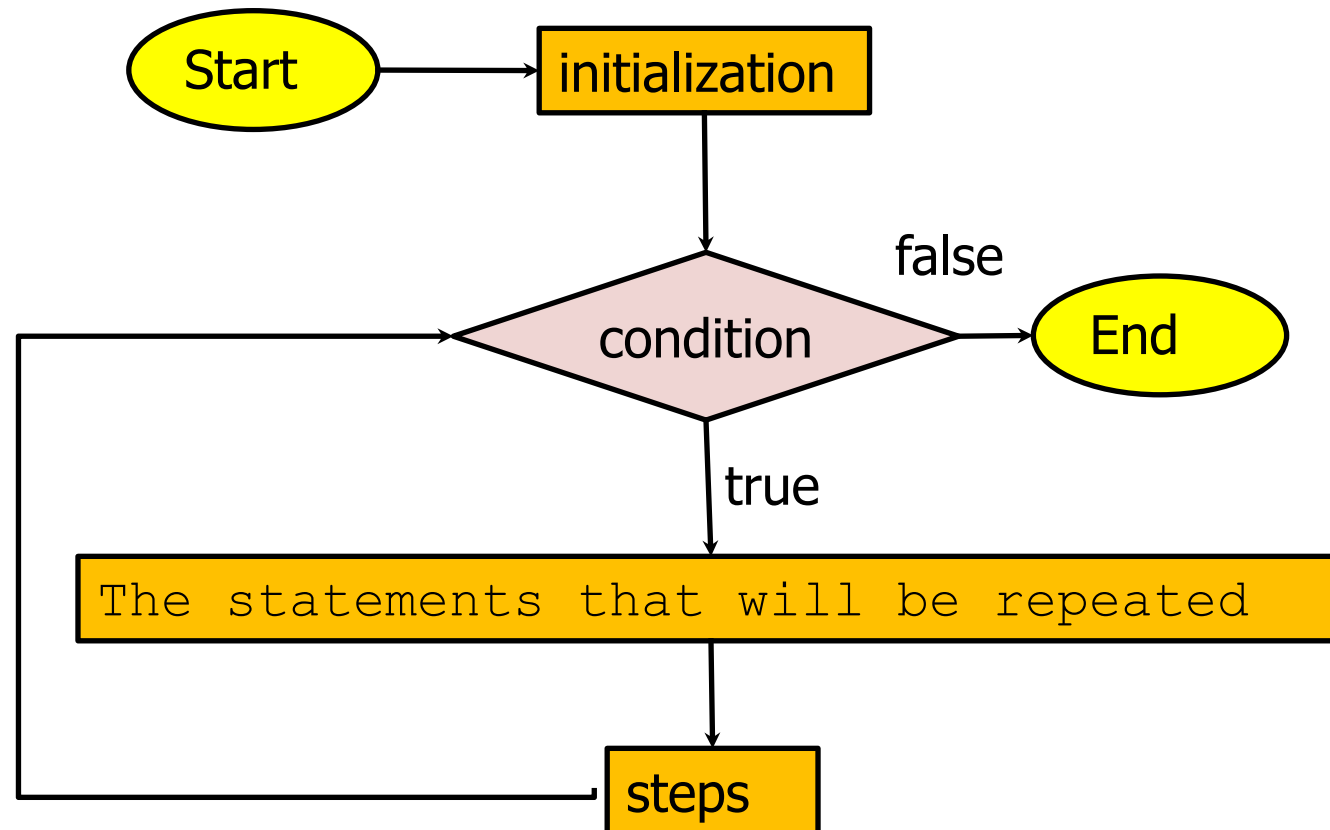 Start
initialization
false
condition
End
true
The statements that will be repeated
steps